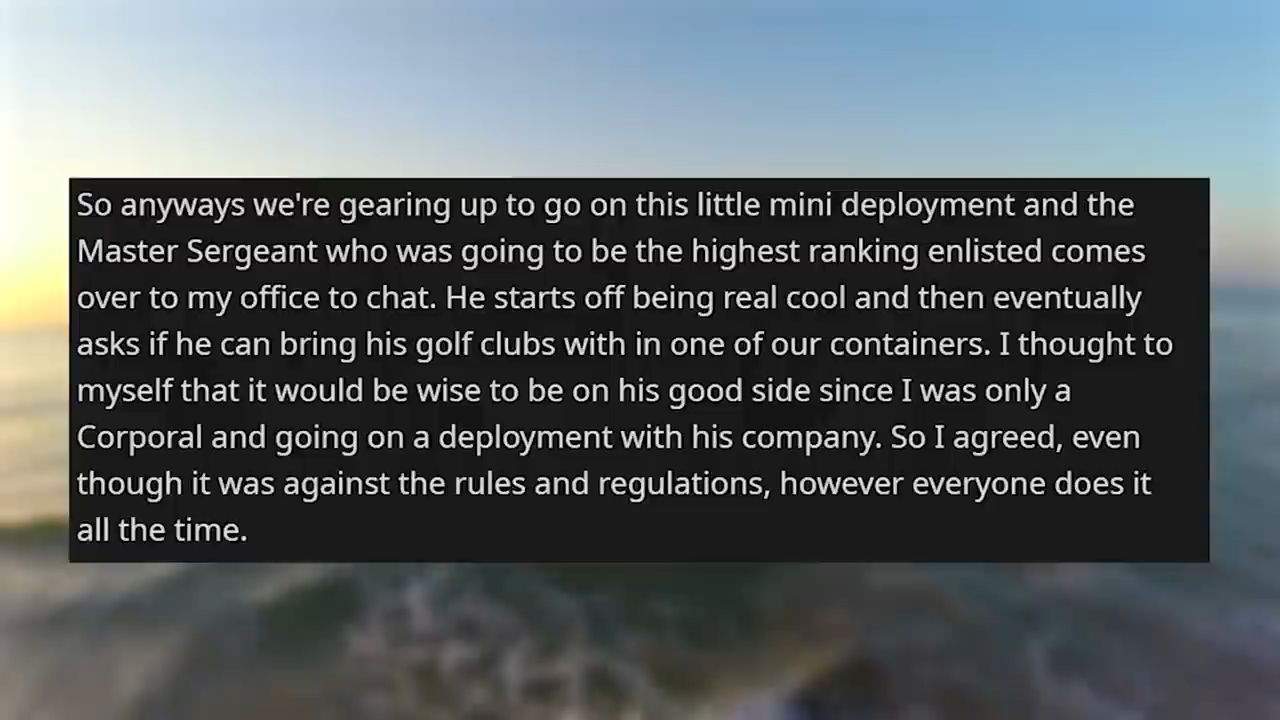 So anyways we're gearing up to go on this little mini deployment and the
Master Sergeant who was going to be the highest ranking enlisted comes
over to my office to chat. He starts off being real cool and then eventually
asks if he can bring his golf clubs with in one of our containers. I thought to
myself that it would be wise to be on his good side since I was only a
Corporal and going on a deployment with his company. So I agreed, even
though it was against the rules and regulations, however everyone does it
all the time.